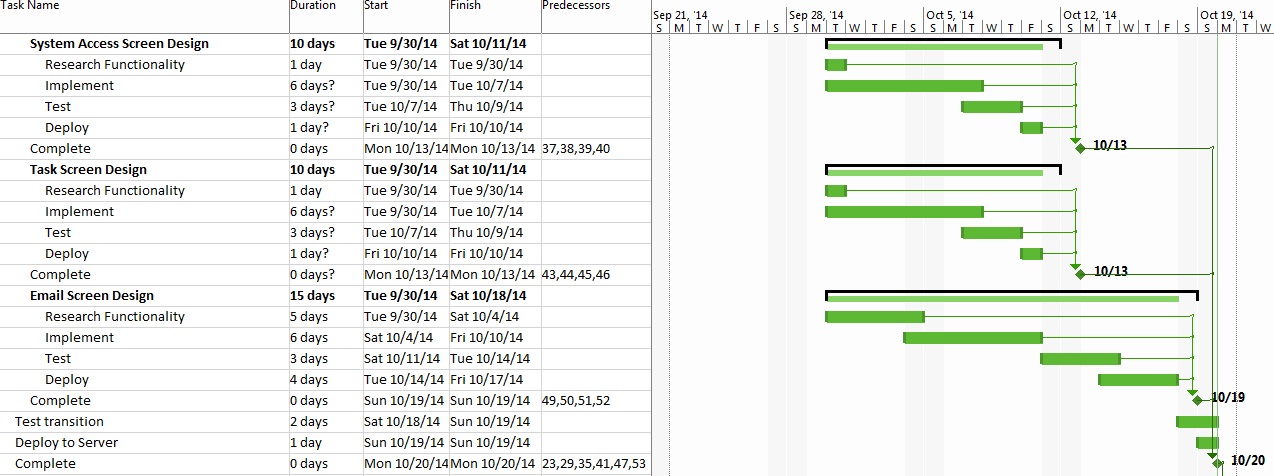 Task Name Duration Start Finish Predecessors Sep 21, '14 Sep 28, '14 Oct 5, '14 Oct 12, '14 Oct 19, '14
S M T W T F S S M T W T F S S M T W T F S S M T W T F S S M T W
System Access Screen Design 10 days Tue 9/30/14 Sat 10/11/14
Research Functionality 1 day Tue 9/30/14 Tue 9/30/14
Implement 6 days? Tue 9/30/14 Tue 10/7/14
Test 3 days? Tue 10/7/14 Thu 10/9/14
Deploy 1 day? Fri 10/10/14 Fri 10/10/14
Complete 0 days Mon 10/13/14 Mon 10/13/14 37,38,39,40 10/13
Task Screen Design 10 days Tue 9/30/14 Sat 10/11/14
Research Functionality 1 day Tue 9/30/14 Tue 9/30/14
Implement 6 days? Tue 9/30/14 Tue 10/7/14
Test 3 days? Tue 10/7/14 Thu 10/9/14
Deploy 1 day? Fri 10/10/14 Fri 10/10/14
Complete 0 days? Mon 10/13/14 Mon 10/13/14 43,44,45,46 10/13
Email Screen Design 15 days Tue 9/30/14 Sat 10/18/14
Research Functionality 5 days Tue 9/30/14 Sat 10/4/14
Implement 6 days Sat 10/4/14 Fri 10/10/14
Test 3 days Sat 10/11/14 Tue 10/14/14
Deploy 4 days Tue 10/14/14 Fri 10/17/14
Complete 0 days Sun 10/19/14 Sun 10/19/14 49,50,51,52 10/19
Test transition 2 days Sat 10/18/14 Sun 10/19/14
Deploy to Server 1 day Sun 10/19/14 Sun 10/19/14
Complete 0 days Mon 10/20/14 Mon 10/20/14 23,29,35,41,47,53 10/20